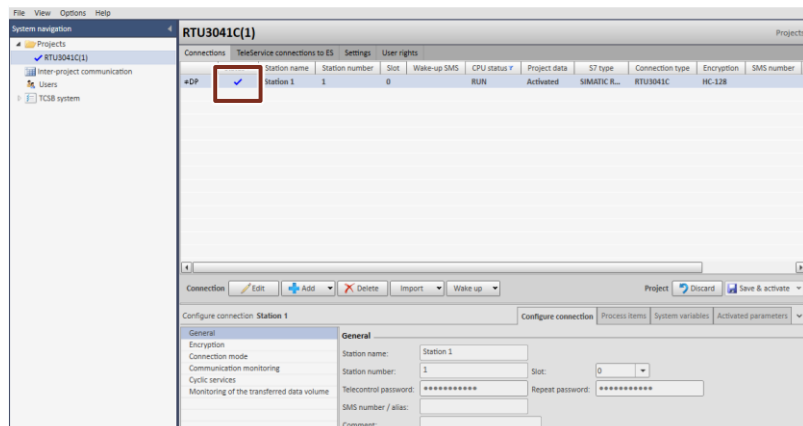 File View Options Help
System navigation
Projects
RTU3041C(1)
Inter-project communication
Users
TCSB system
RTU3041C(1)
Projects
Connections TeleService connections to ES Settings User rights
Station name Station number Slot Wake-up SMS CPU status Project data S7 type Connection type Encryption SMS number
DP Station 1 1 0 RUN Activated SIMATIC R... RTU3041C HC-128
Connection Edit Add Delete Import Wake up Project Discard Save & activate
Configure connection Station 1 Configure connection Process items System variables Activated parameters
General
Encryption
Connection mode
Communication monitoring
Cyclic services
Monitoring of the transferred data volume
General
Station name: Station 1
Station number: 1 Slot: 0
Telecontrol password: *********** Repeat password: ***********
SMS number / alias:
Comment: